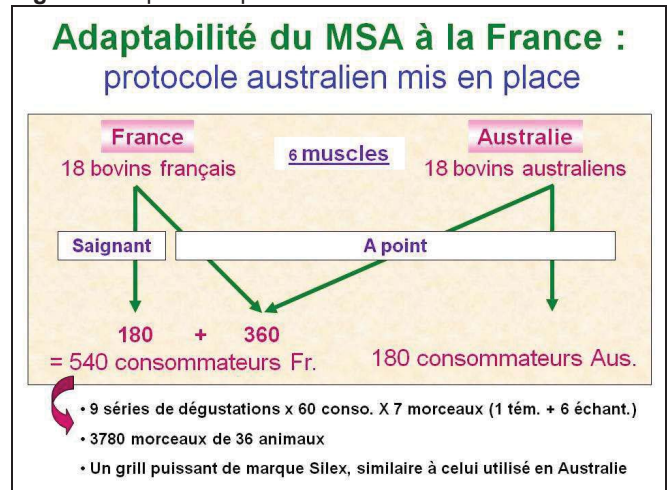 Adaptabilité du MSA à la France :
protocole australien mis en place
France
Australie
6 muscles
18 bovins français
18 bovins australiens
Saignant
A point
180 + 360
= 540 consommateurs Fr.
180 consommateurs Aus.
• 9 séries de dégustations x 60 conso. X 7 morceaux (1 tém. + 6 échant.)
• 3780 morceaux de 36 animaux
• Un grill puissant de marque Silex, similaire à celui utilisé en Australie